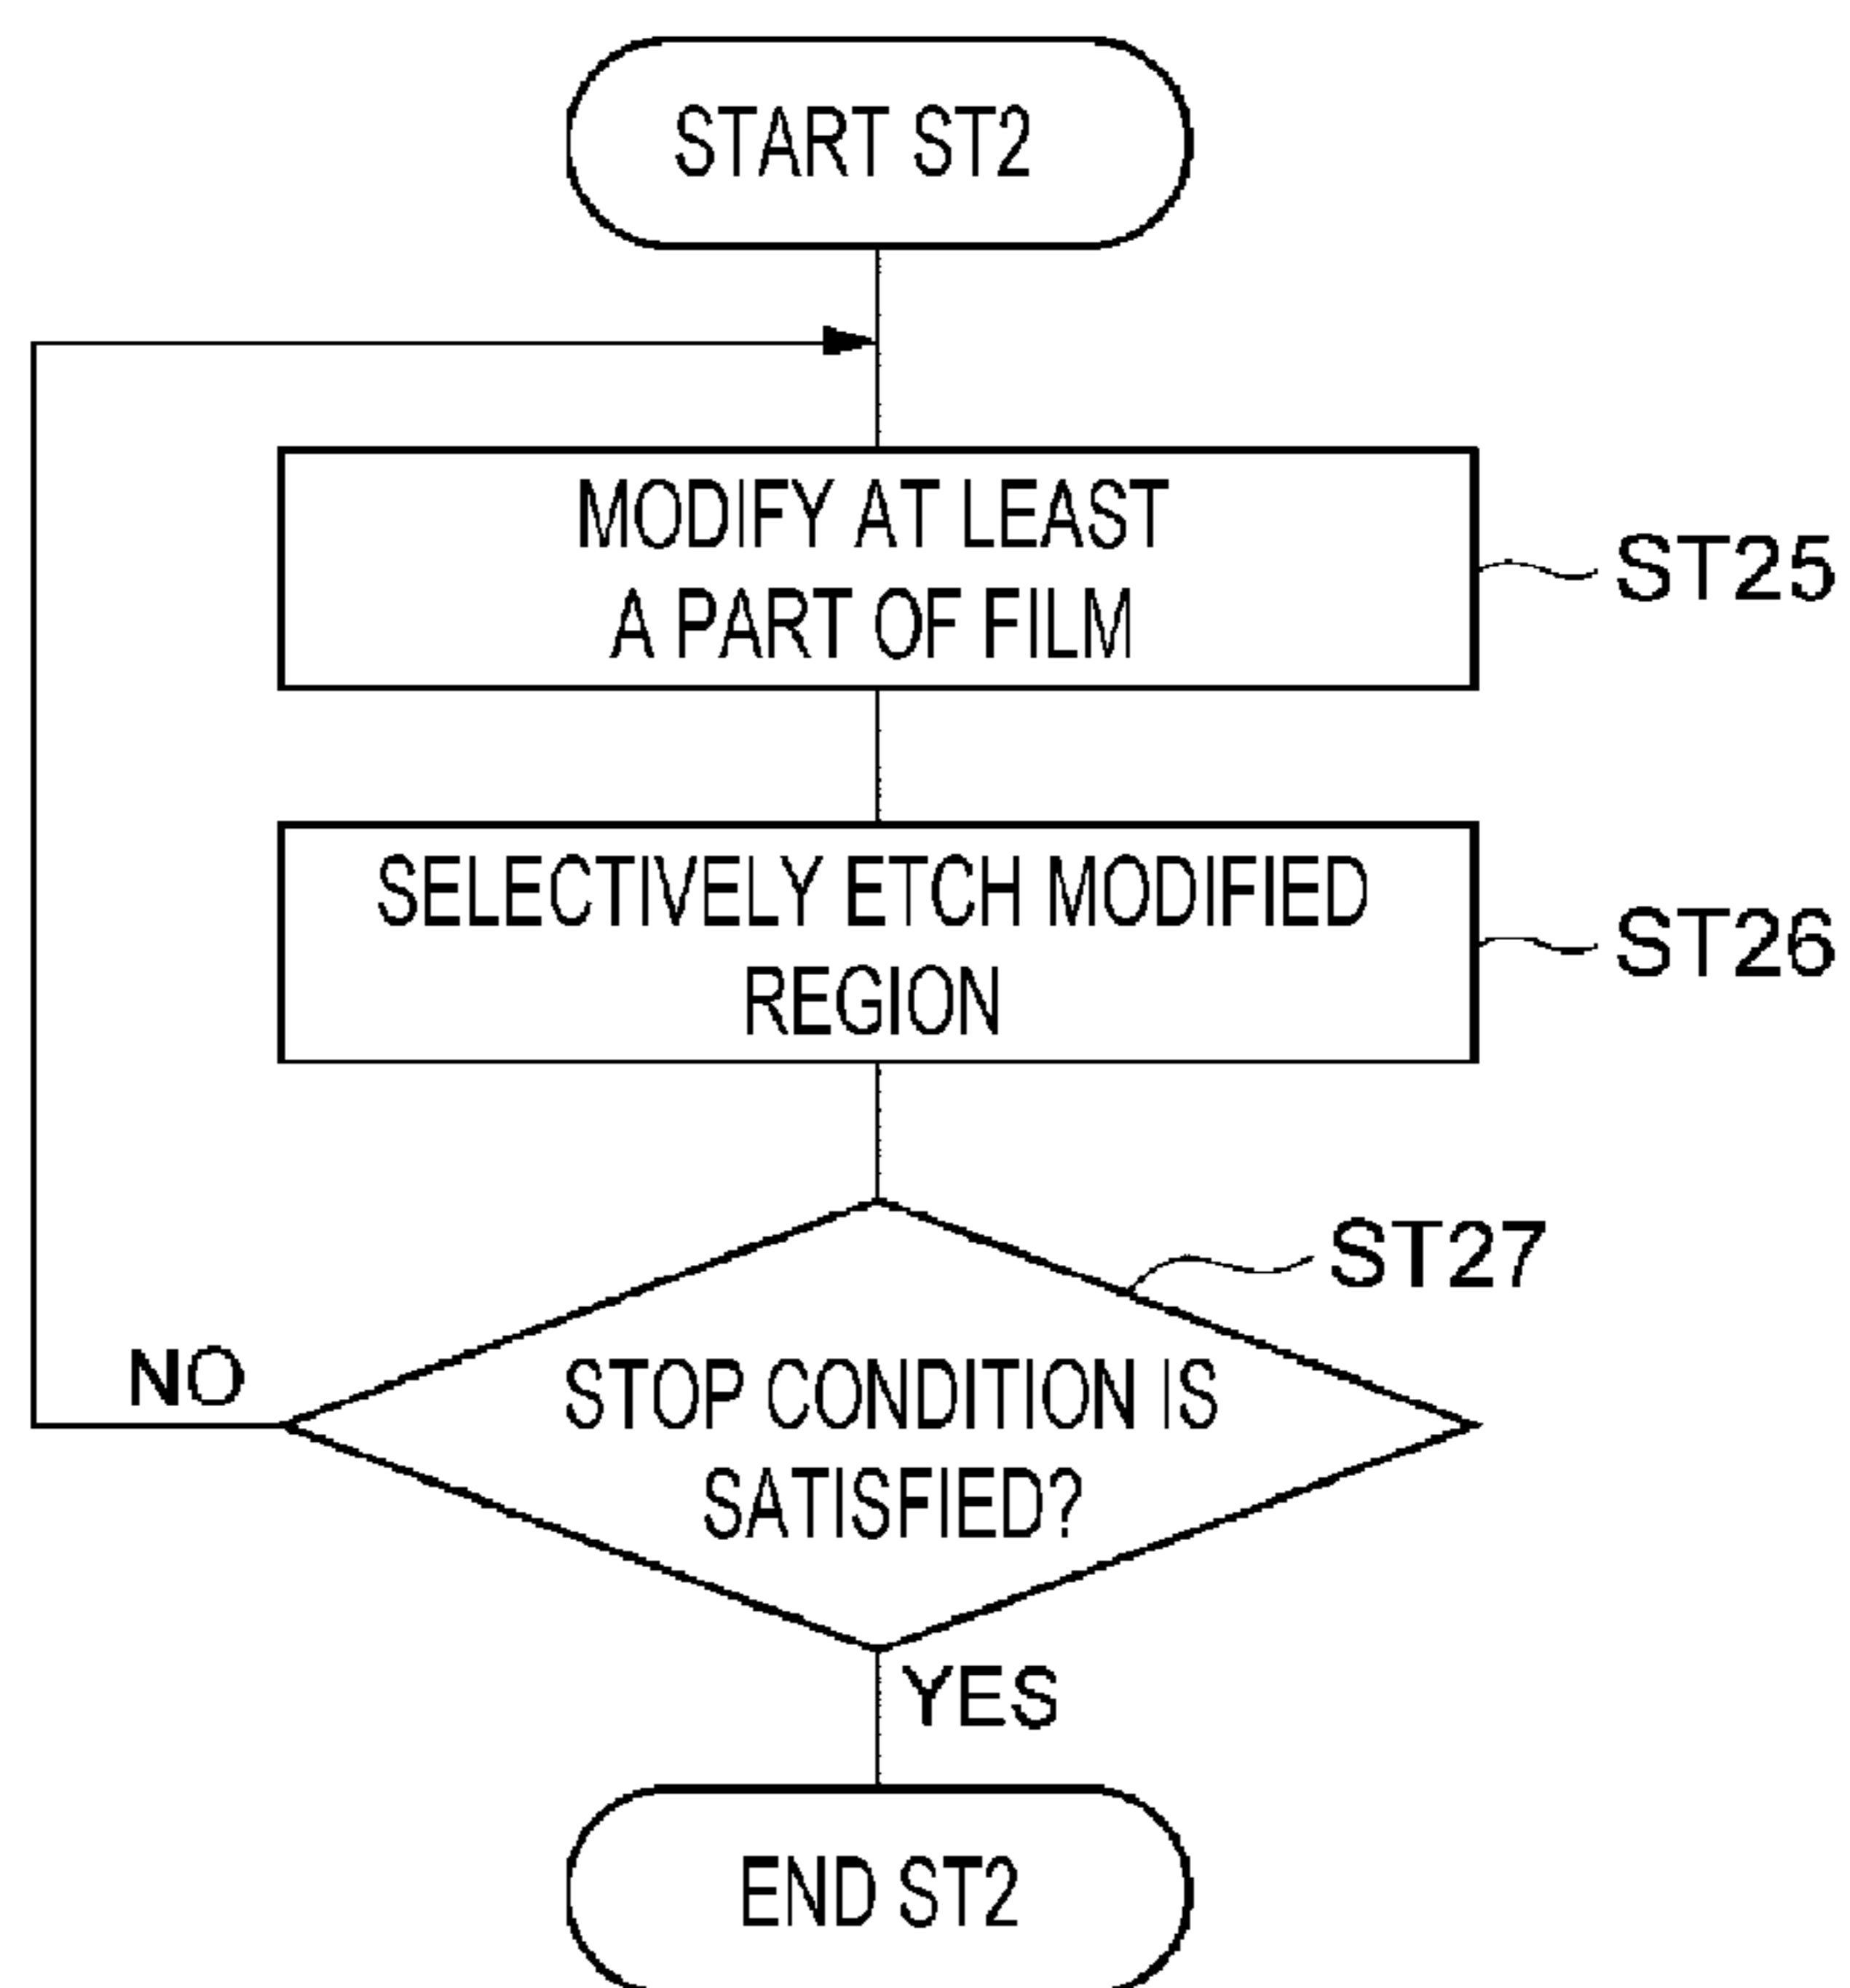 START ST2
MODIFY AT LEAST
A PART OF FILM
ST25
SELECTIVELY ETCH MODIFIED
REGION
ST26
ST27
NO
STOP CONDITION IS
SATISFIED?
YES
END ST2